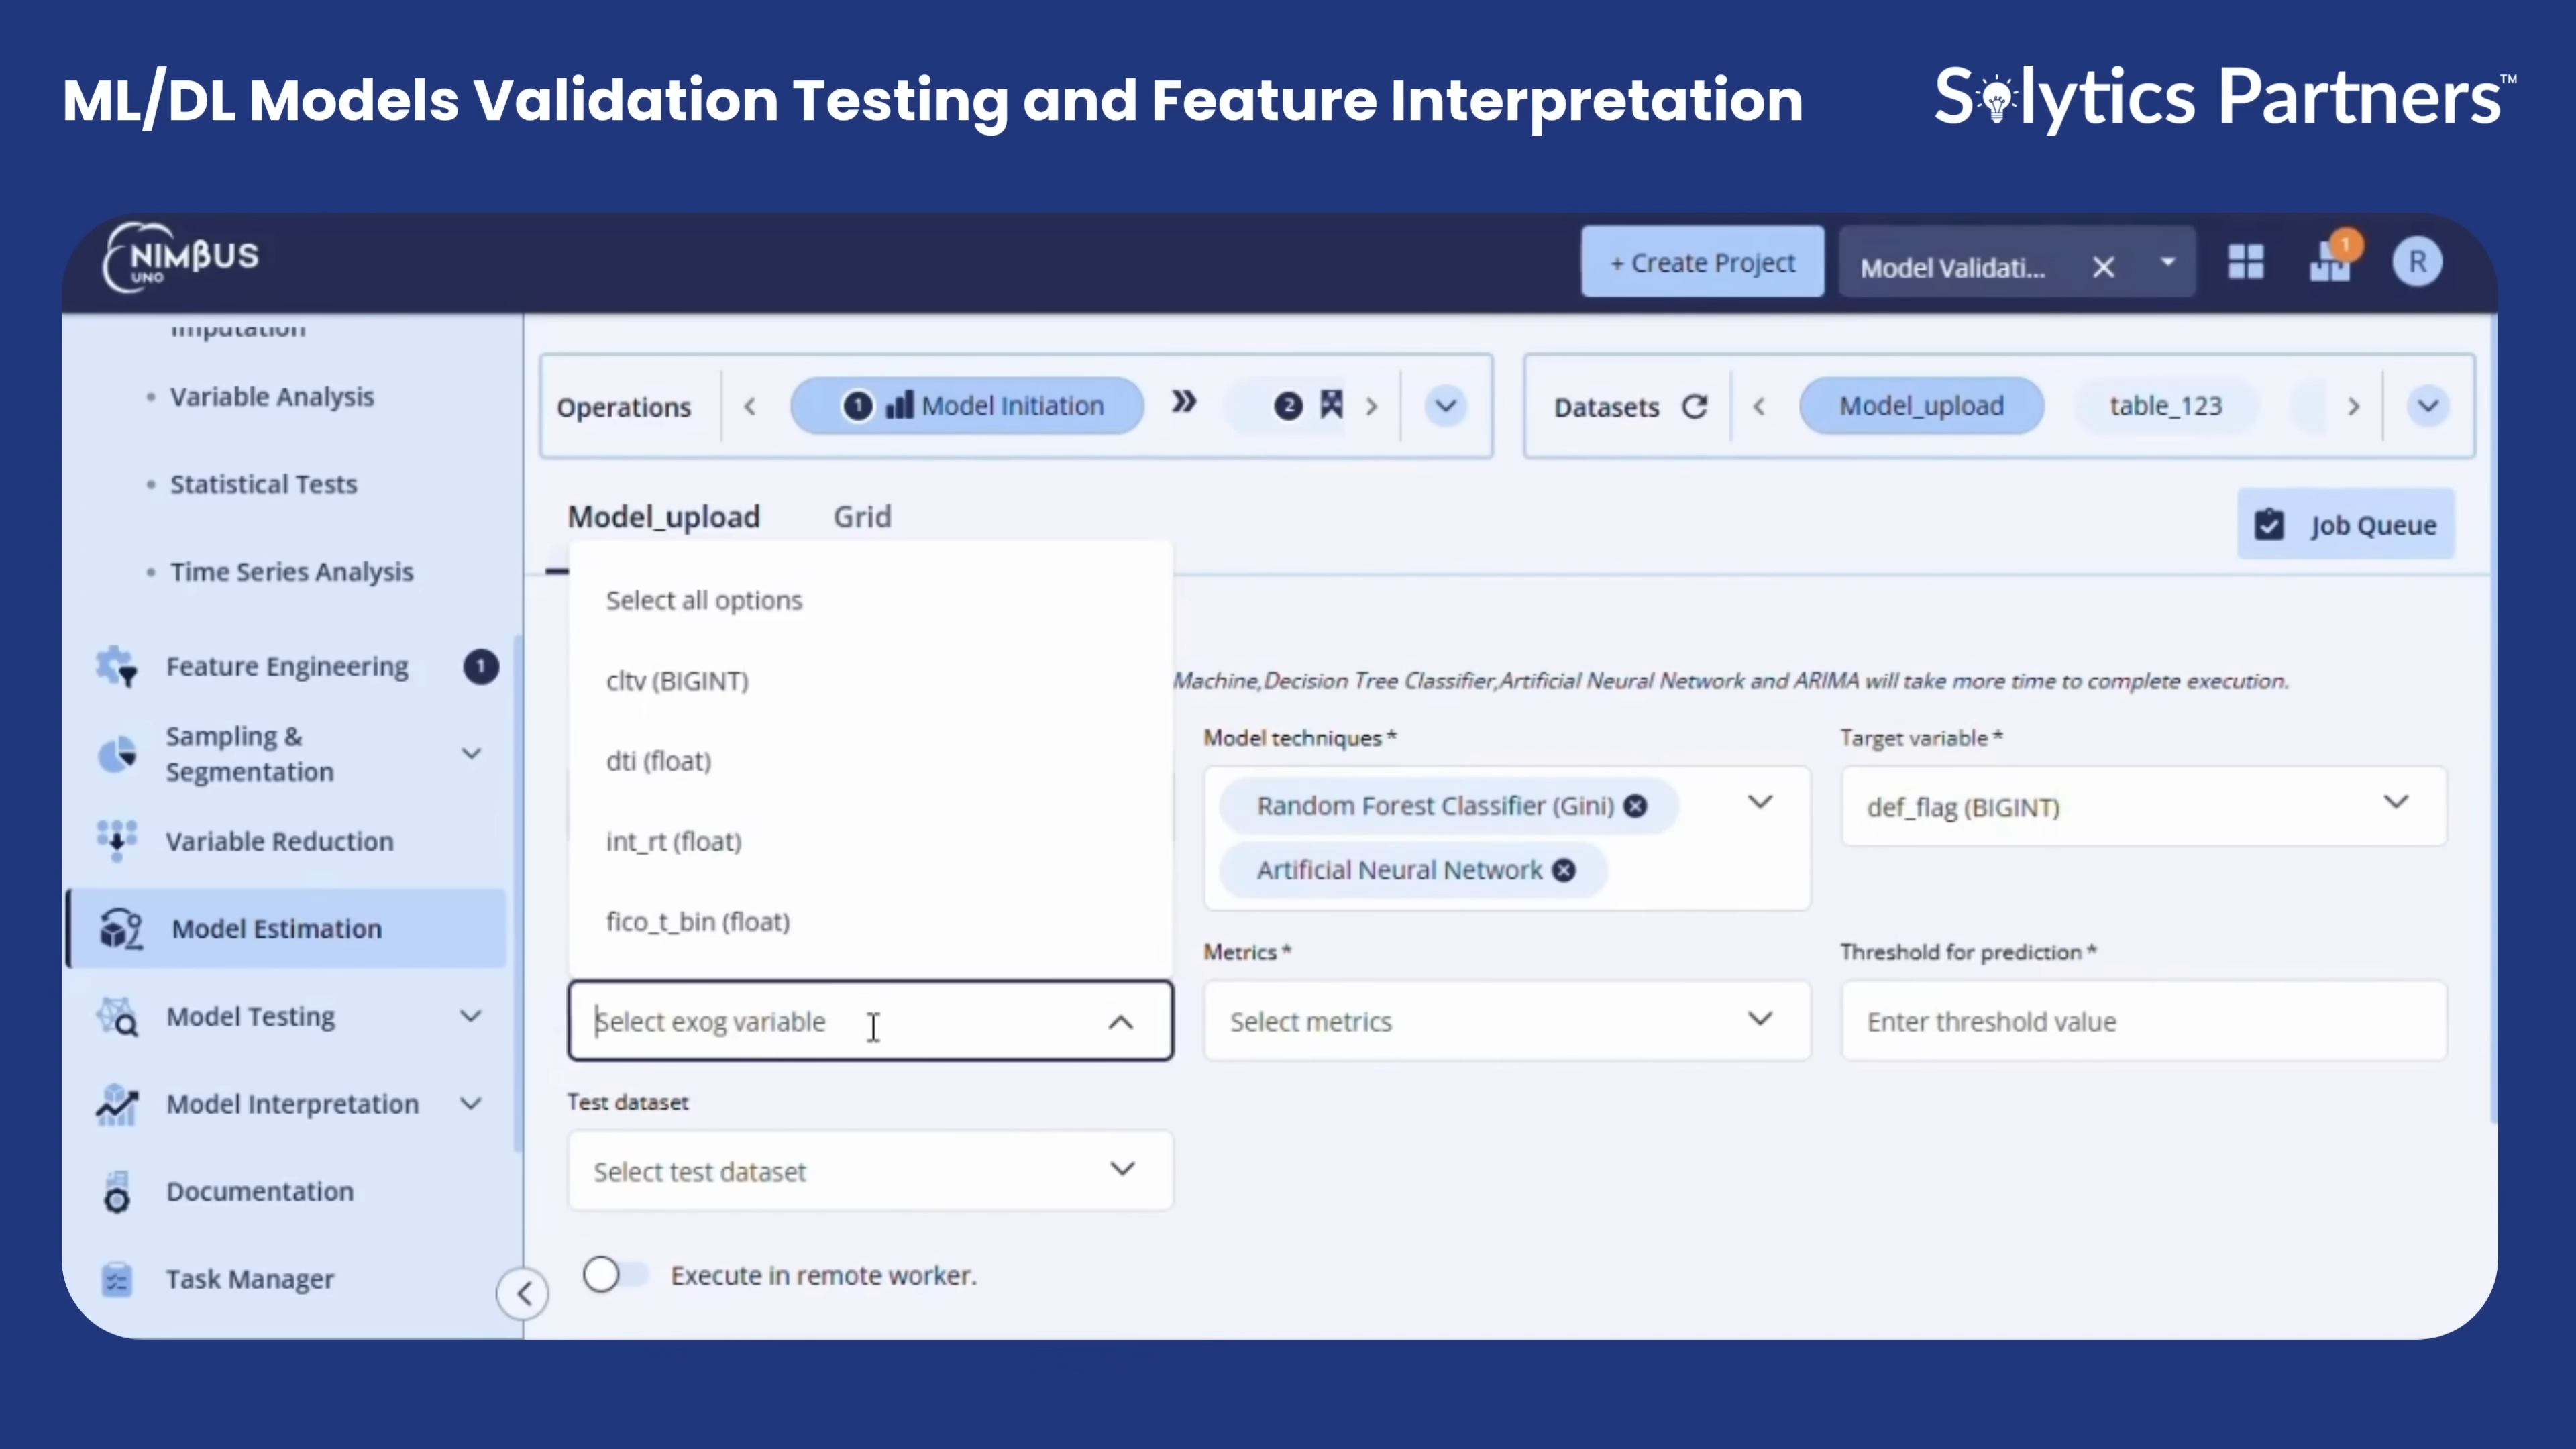 ML/DL Models Validation Testing and Feature Interpretation
Solytics Partners™
NIMβUS
UNO
+ Create Project
Model Validati...
1
R
Imputation
Variable Analysis
Statistical Tests
Time Series Analysis
Feature Engineering
1
Sampling &
Segmentation
Variable Reduction
Model Estimation
Model Testing
Model Interpretation
Documentation
Task Manager
Operations
1 Model Initiation
2
Datasets
Model_upload
table_123
Model_upload
Grid
Job Queue
Select all options
cltv (BIGINT)
dti (float)
int_rt (float)
fico_t_bin (float)
Select exog variable
Machine,Decision Tree Classifier,Artificial Neural Network and ARIMA will take more time to complete execution.
Model techniques *
Random Forest Classifier (Gini)
Artificial Neural Network
Target variable *
def_flag (BIGINT)
Metrics *
Select metrics
Threshold for prediction *
Enter threshold value
Test dataset
Select test dataset
Execute in remote worker.